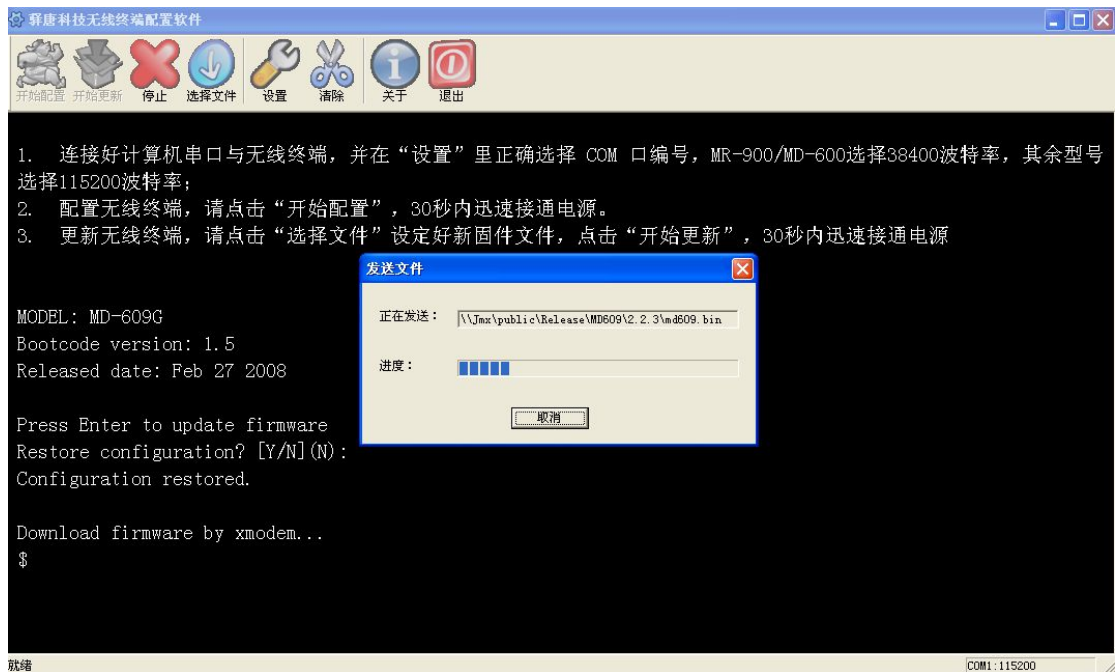 驿唐科技无线终端配置软件
开始配置 开始更新 停止 选择文件 设置 清除 关于 退出
1. 连接好计算机串口与无线终端，并在“设置”里正确选择 COM 口编号，MR-900/MD-600选择38400波特率，其余型号
选择115200波特率；
2. 配置无线终端，请点击“开始配置”，30秒内迅速接通电源。
3. 更新无线终端，请点击“选择文件”设定好新固件文件，点击“开始更新”，30秒内迅速接通电源
发送文件
正在发送： \\Jmx\public\Release\MD609\2.2.3\md609.bin
进度：
取消
MODEL: MD-609G
Bootcode version: 1.5
Released date: Feb 27 2008
Press Enter to update firmware
Restore configuration? [Y/N](N):
Configuration restored.
Download firmware by xmodem...
$
就绪
COM1:115200